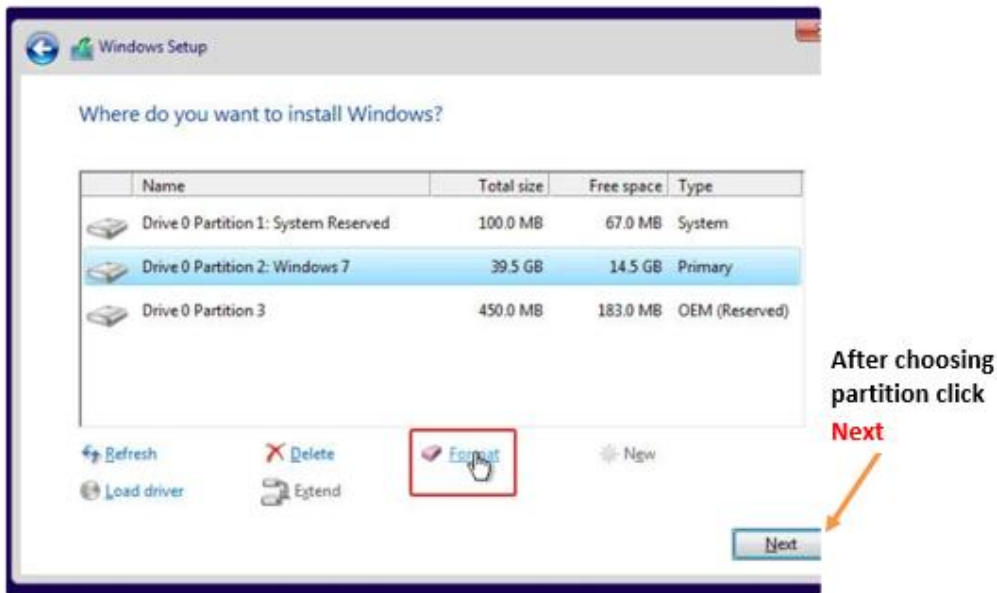 Windows Setup
Where do you want to install Windows?
Name Total size Free space Type
Drive 0 Partition 1: System Reserved 100.0 MB 67.0 MB System
Drive 0 Partition 2: Windows 7 39.5 GB 14.5 GB Primary
Drive 0 Partition 3 450.0 MB 183.0 MB OEM (Reserved)
After choosing
partition click
Next
Refresh Delete Format New
Load driver Extend
Next